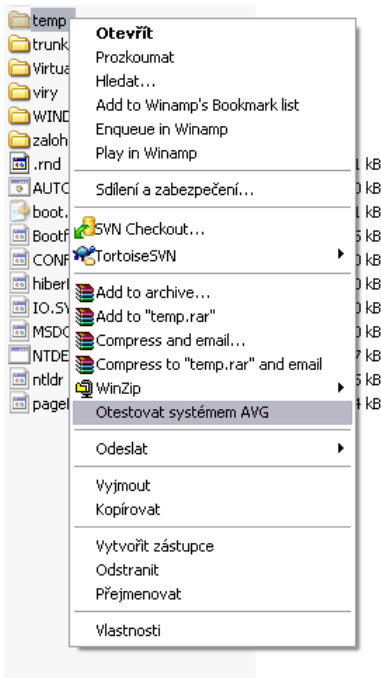 temp
trunk
Virtua
viry
WIND
zaloh
.rnd
AUTO
boot.
Bootf
CONF
hiberf
IO.SY
MSDO
NTDE
ntldr
pagef
Otevřít
Prozkoumat
Hledat...
Add to Winamp's Bookmark list
Enqueue in Winamp
Play in Winamp
Sdílení a zabezpečení...
SVN Checkout...
TortoiseSVN
Add to archive...
Add to "temp.rar"
Compress and email...
Compress to "temp.rar" and email
WinZip
Otestovat systémem AVG
Odeslat
Vyjmout
Kopírovat
Vytvořit zástupce
Odstranit
Přejmenovat
Vlastnosti
1 kB
0 kB
1 kB
5 kB
0 kB
0 kB
0 kB
0 kB
7 kB
5 kB
4 kB